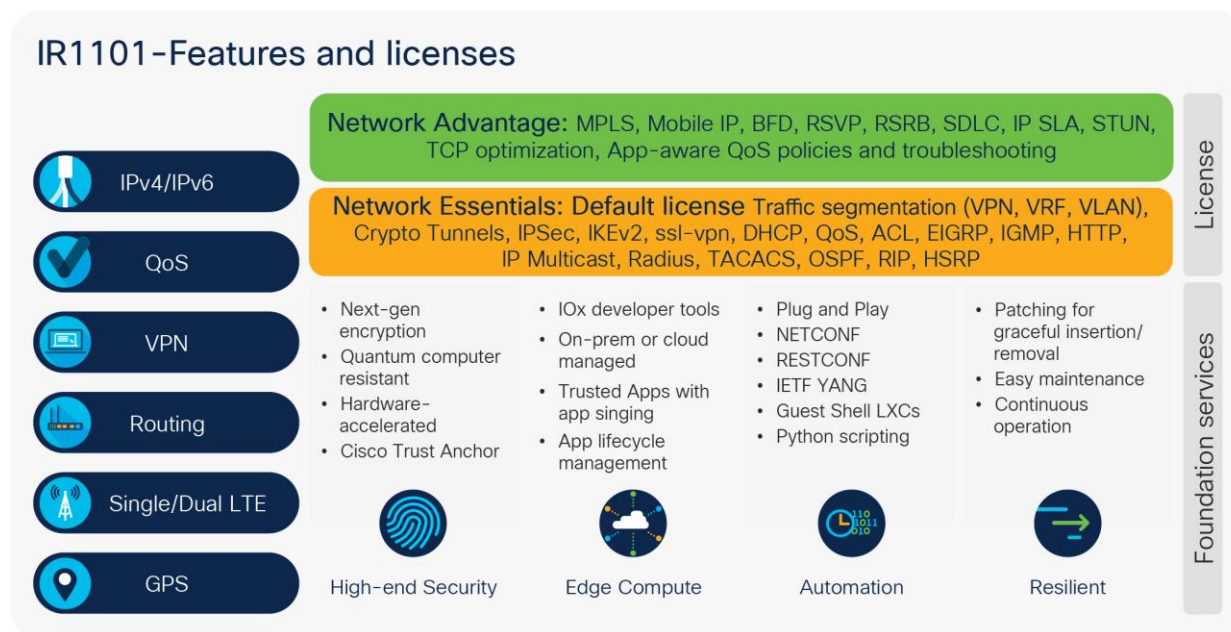 IR1101-Features and licenses
IPv4/IPv6
QoS
VPN
Routing
Single/Dual LTE
GPS
Network Advantage: MPLS, Mobile IP, BFD, RSVP, RSRB, SDLC, IP SLA, STUN,
TCP optimization, App-aware QoS policies and troubleshooting
Network Essentials: Default license Traffic segmentation (VPN, VRF, VLAN),
Crypto Tunnels, IPSec, IKEv2, ssl-vpn, DHCP, QoS, ACL, EIGRP, IGMP, HTTP,
IP Multicast, Radius, TACACS, OSPF, RIP, HSRP
License
• Next-gen
encryption
• Quantum computer
resistant
• Hardware-
accelerated
• Cisco Trust Anchor
High-end Security
• IOx developer tools
• On-prem or cloud
managed
• Trusted Apps with
app singing
• App lifecycle
management
Edge Compute
• Plug and Play
• NETCONF
• RESTCONF
• IETF YANG
• Guest Shell LXCs
• Python scripting
110
1011
010
Automation
• Patching for
graceful insertion/
removal
• Easy maintenance
• Continuous
operation
Resilient
Foundation services